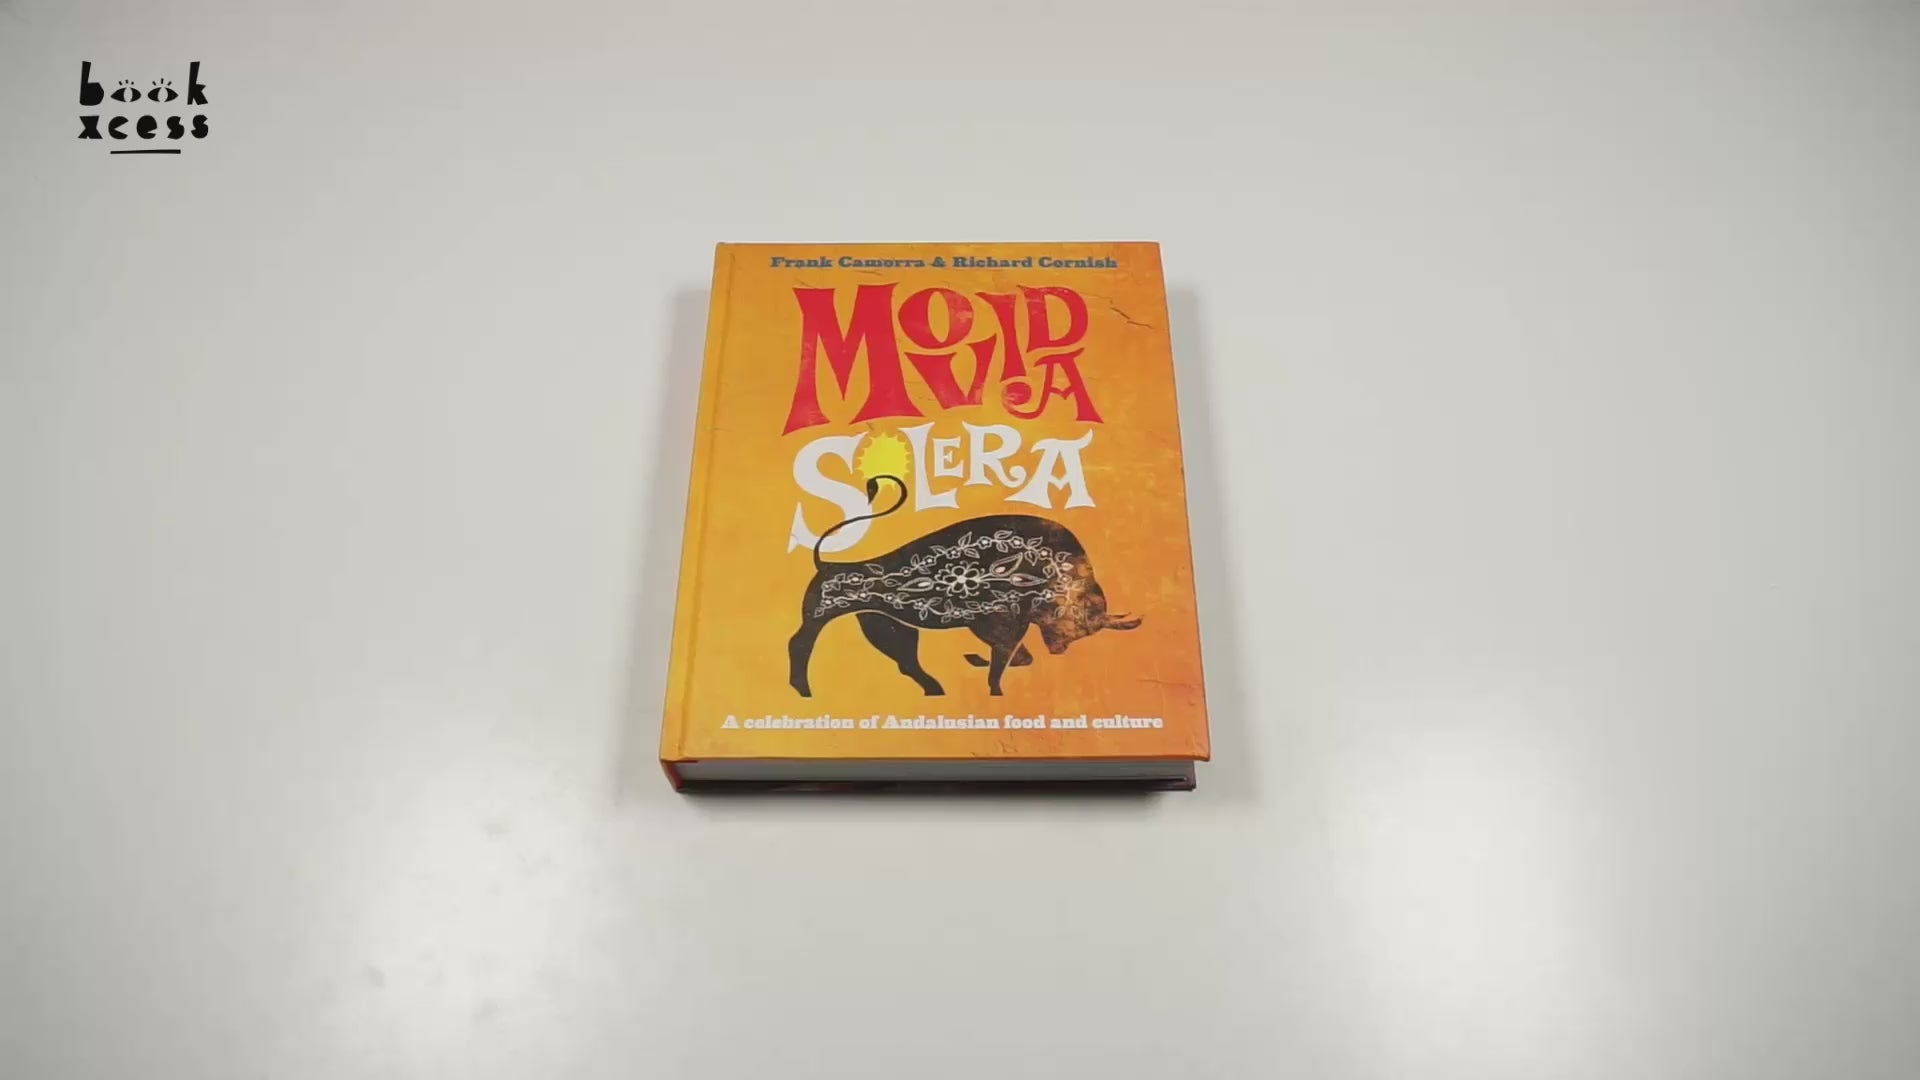 book
xcess
Frank Camorra & Richard Cornish
MOVIDA
SOLERA
A celebration of Andalusian food and culture